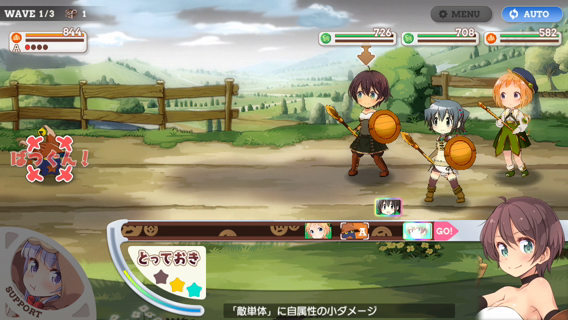 WAVE 1/3 1
MENU
AUTO
844
A
726
708
582
ばつぐん！
A
GO!
とっておき
SUPPORT
「敵単体」に自属性の小ダメージ